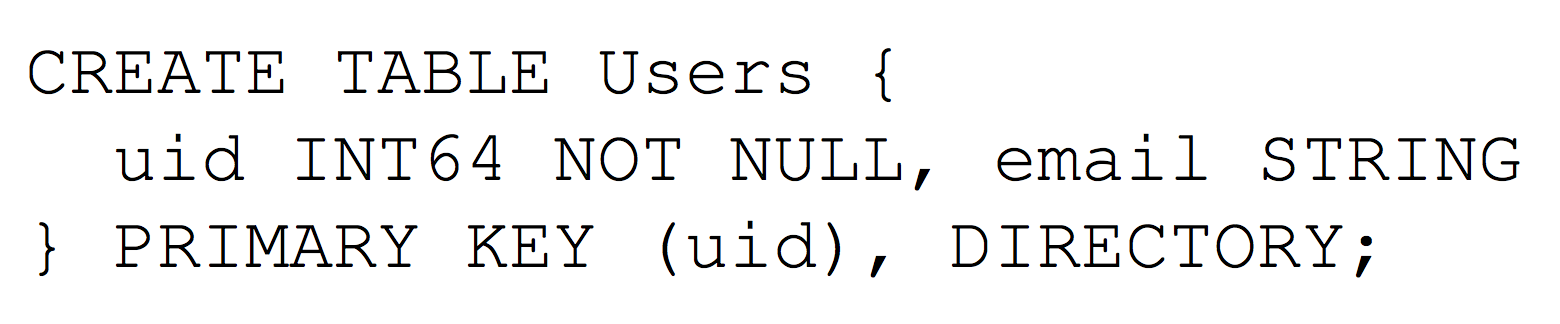 CREATE TABLE Users {
uid INT64 NOT NULL, email STRING
} PRIMARY KEY (uid), DIRECTORY;